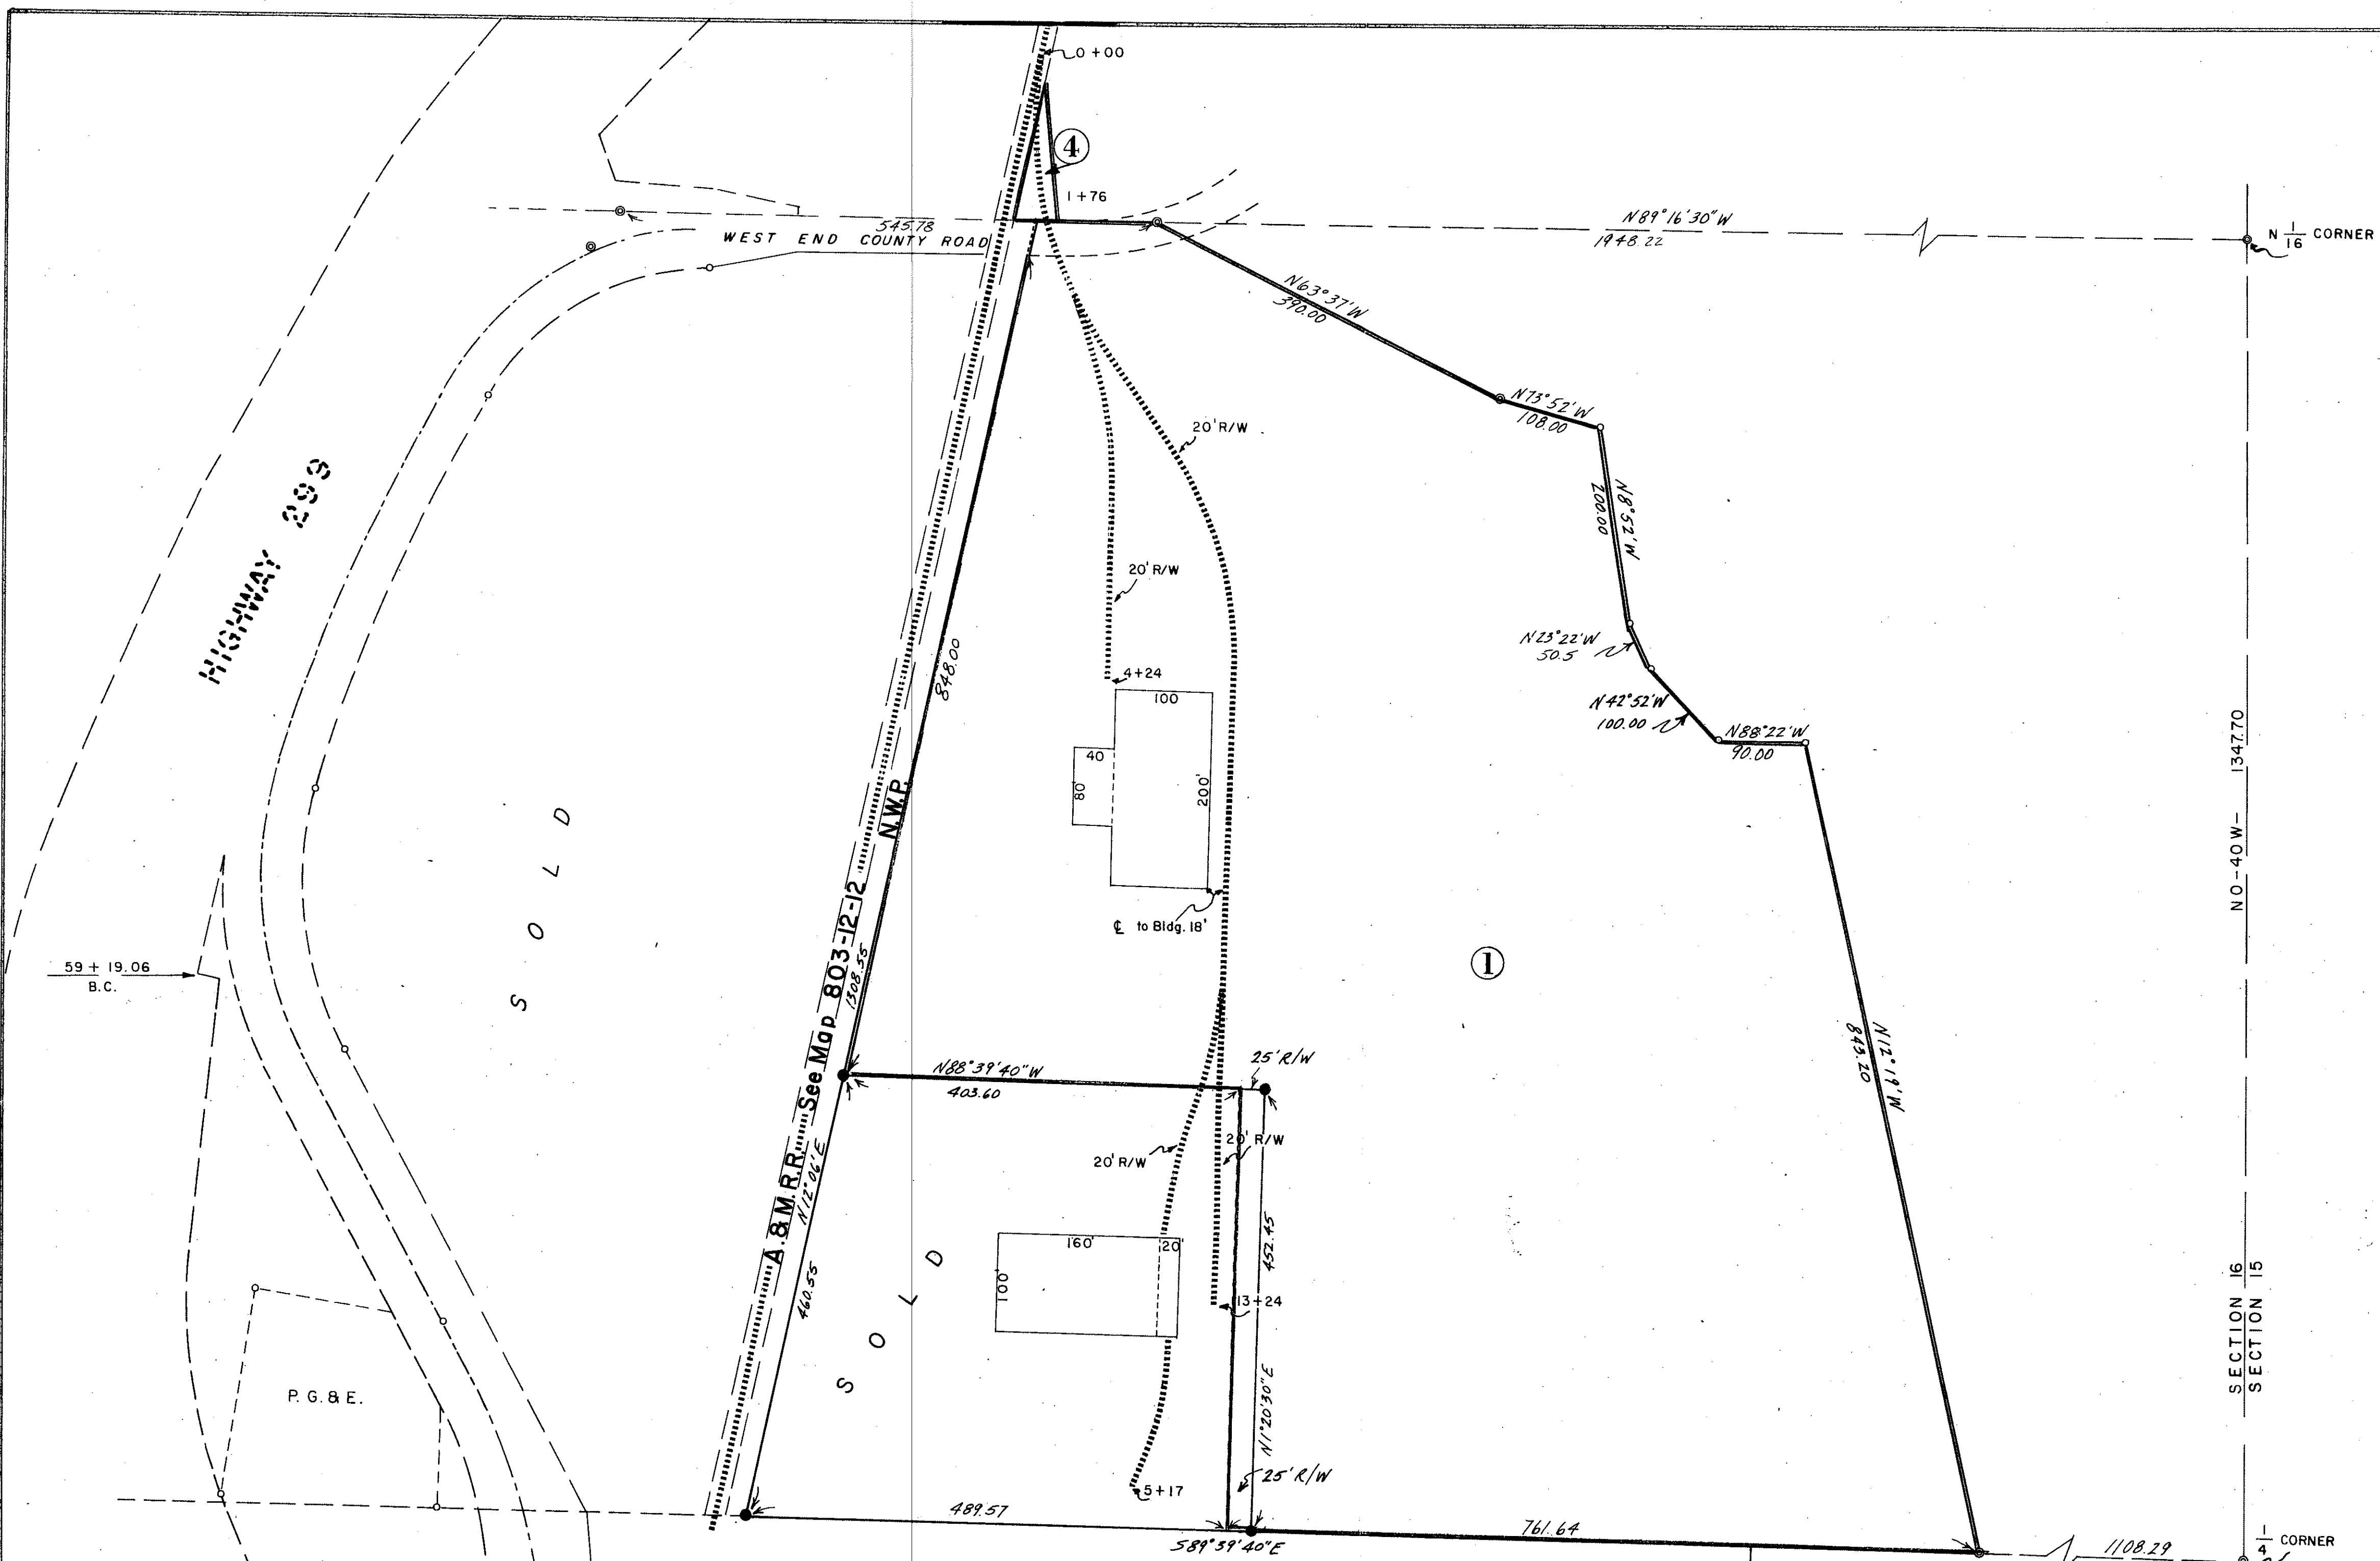 0+00
④
1+76
545.78
WEST END COUNTY ROAD
N89°16'30"W
1948.22
N 1/16 CORNER
N63°37'W
390.00
N73°52'W
108.00
20' R/W
HIGHWAY 299
N8°52'W
200.00
20' R/W
N23°22'W
50.5
848.00
4+24
100
N42°52'W
100.00
N88°22'W
90.00
NO-40W- 1347.70
40
80'
200'
SOLD
N.W.P.
℄ to Bldg. 18'
①
59 + 19.06
B.C.
A.&M.R.R. See Map 803-12-12
1308.55
N12°19'W
843.20
N88°39'40"W
403.60
25' R/W
N12°06'E
20' R/W
20' R/W
460.55
160'
20'
100'
452.45
13+24
SECTION 16
SECTION 15
SOLD
N1°20'30"E
P. G. & E.
25' R/W
5+17
489.57
761.64
S89°39'40"E
1108.29
1/4 CORNER